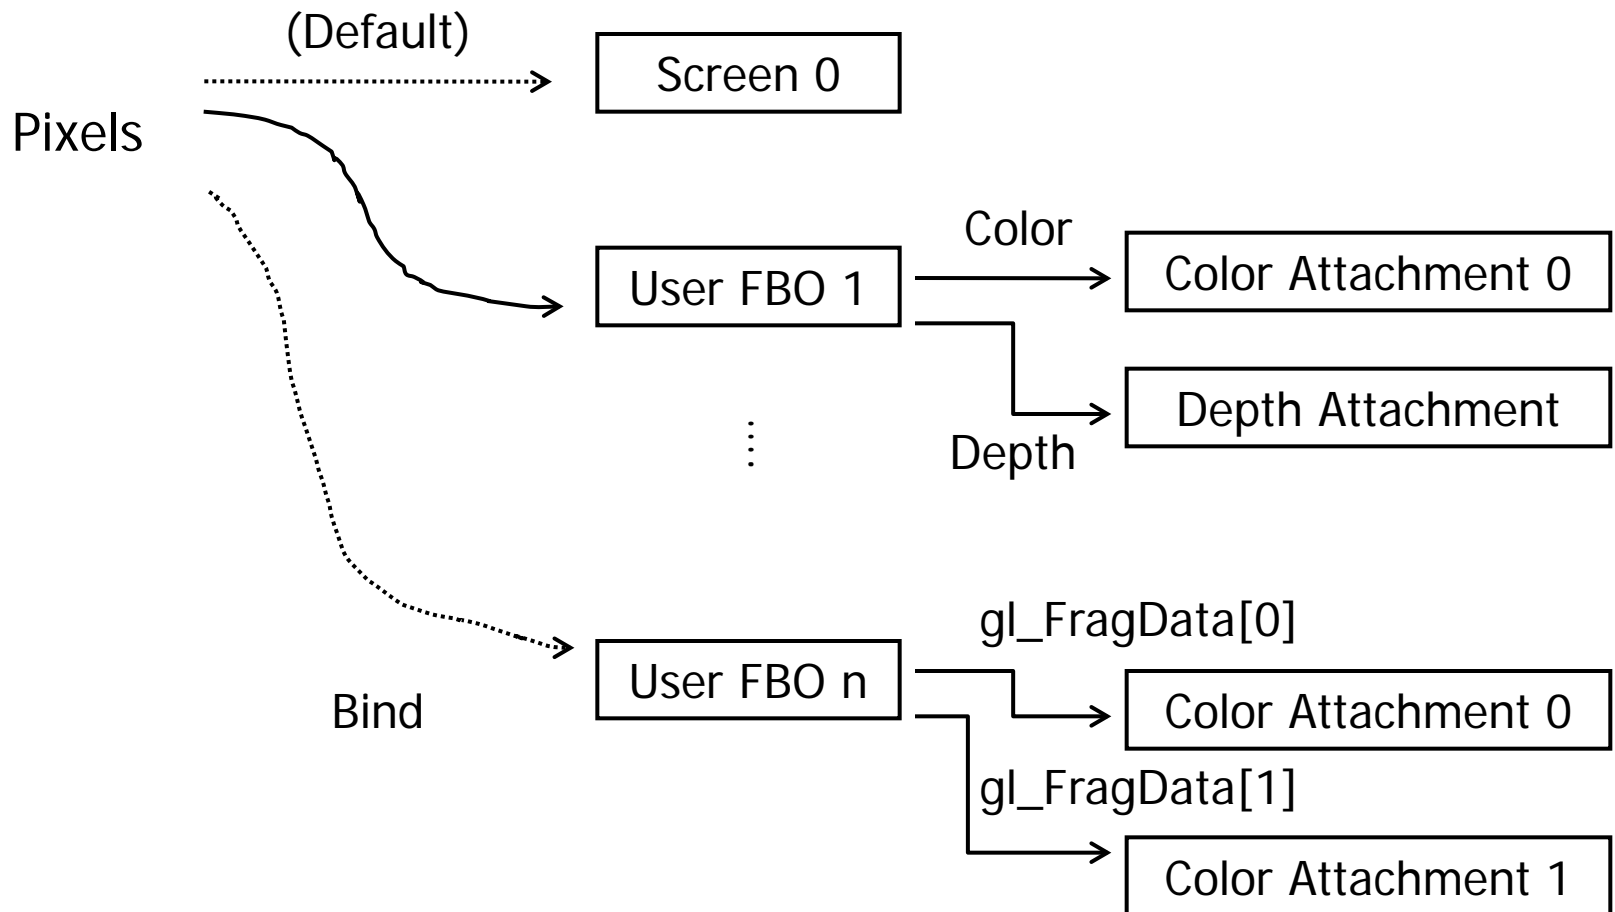 (Default)
Screen 0
Pixels
Color
Color Attachment 0
User FBO 1
Depth Attachment
Depth
gl_FragData[0]
User FBO n
Bind
Color Attachment 0
gl_FragData[1]
Color Attachment 1